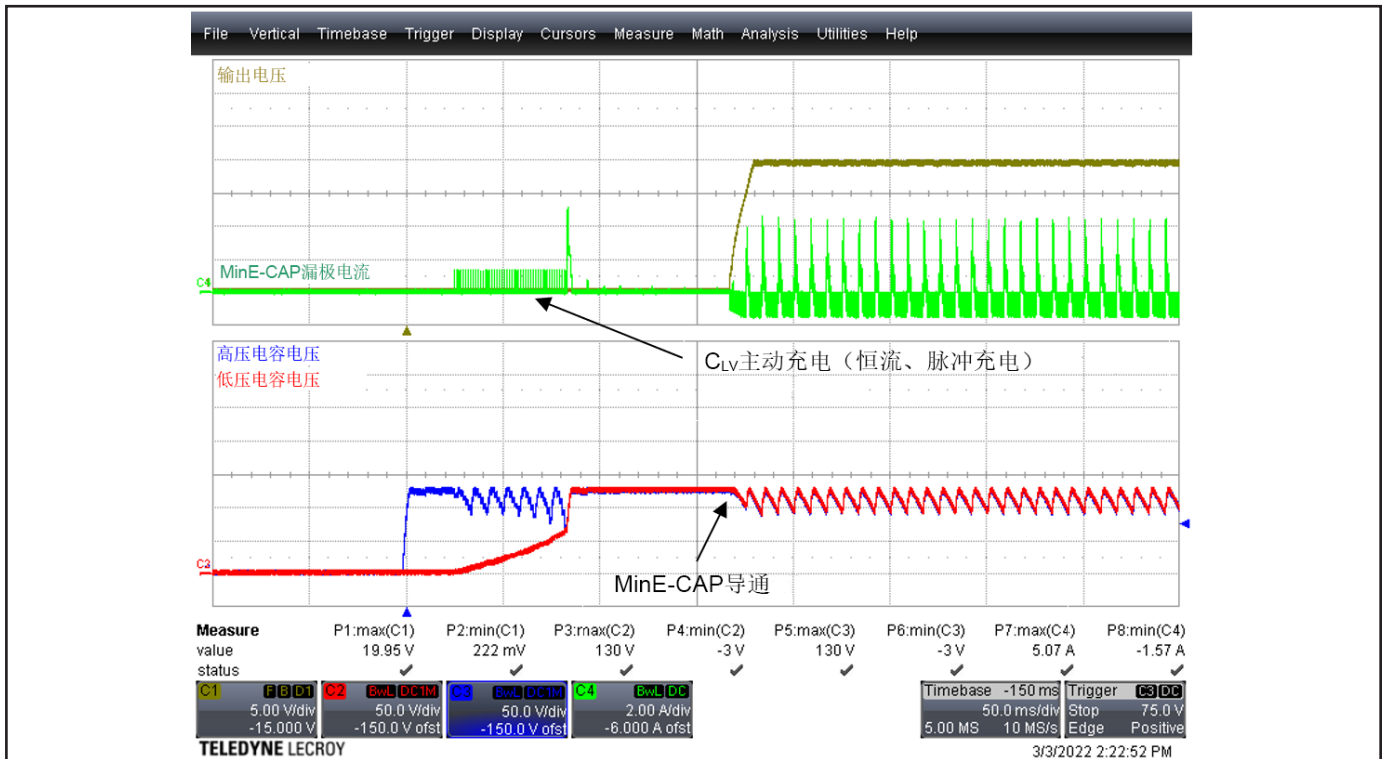 File Vertical Timebase Trigger Display Cursors Measure Math Analysis Utilities Help
输出电压
MinE-CAP漏极电流
C4
CLV主动充电（恒流、脉冲充电）
高压电容电压
低压电容电压
C3
MinE-CAP导通
Measure P1:max(C1) P2:min(C1) P3:max(C2) P4:min(C2) P5:max(C3) P6:min(C3) P7:max(C4) P8:min(C4)
value 19.95 V 222 mV 130 V -3 V 130 V -3 V 5.07 A -1.57 A
status
C1 F B D1 C2 BwL DC1M C3 BwL DC1M C4 BwL DC Timebase -150 ms Trigger C3 DC
5.00 V/div 50.0 V/div 50.0 V/div 2.00 A/div 50.0 ms/div Stop 75.0 V
-15.000 V -150.0 V ofst -150.0 V ofst -6.000 A ofst 5.00 MS 10 MS/s Edge Positive
TELEDYNE LECROY 3/3/2022 2:22:52 PM